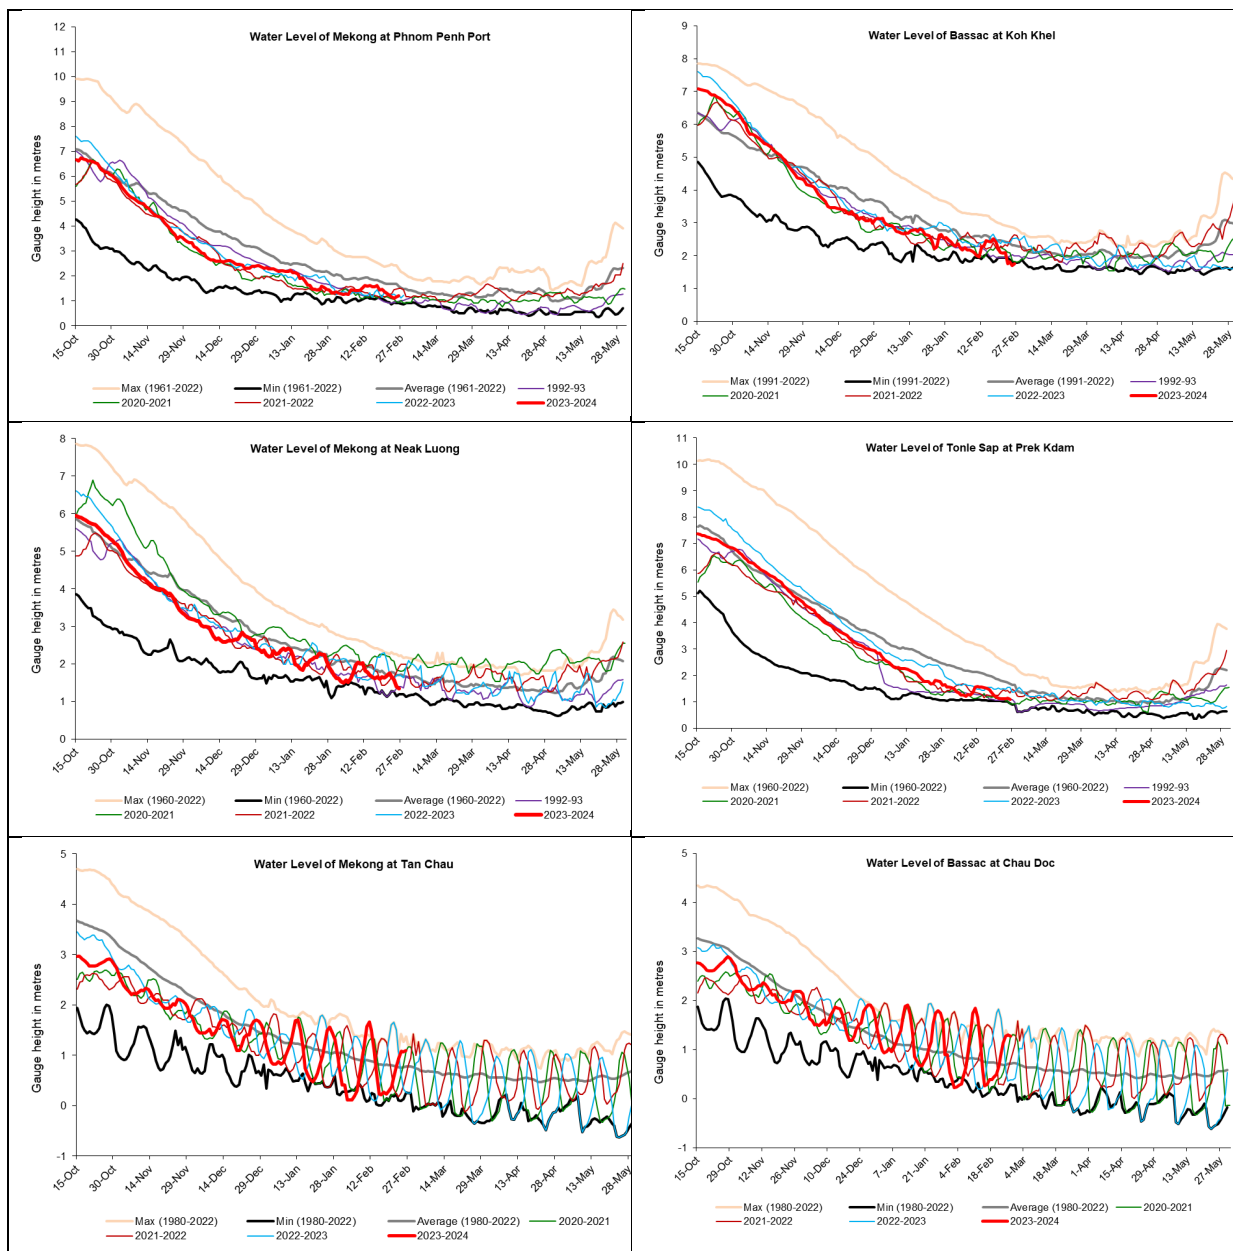 Water Level of Mekong at Phnom Penh Port
Gauge height in metres
12
11
10
9
8
7
6
5
4
3
2
1
0
15-Oct 30-Oct 14-Nov 29-Nov 14-Dec 29-Dec 13-Jan 28-Jan 12-Feb 27-Feb 14-Mar 29-Mar 13-Apr 28-Apr 13-May 28-May
Max (1961-2022) Min (1961-2022) Average (1961-2022) 1992-93
2020-2021 2021-2022 2022-2023 2023-2024
Water Level of Bassac at Koh Khel
Gauge height in metres
9
8
7
6
5
4
3
2
1
0
15-Oct 30-Oct 14-Nov 29-Nov 14-Dec 29-Dec 13-Jan 28-Jan 12-Feb 27-Feb 14-Mar 29-Mar 13-Apr 28-Apr 13-May 28-May
Max (1991-2022) Min (1991-2022) Average (1991-2022) 1992-93
2020-2021 2021-2022 2022-2023 2023-2024
Water Level of Mekong at Neak Luong
Gauge height in metres
8
7
6
5
4
3
2
1
0
15-Oct 30-Oct 14-Nov 29-Nov 14-Dec 29-Dec 13-Jan 28-Jan 12-Feb 27-Feb 14-Mar 29-Mar 13-Apr 28-Apr 13-May 28-May
Max (1960-2022) Min (1960-2022) Average (1960-2022) 1992-93
2020-2021 2021-2022 2022-2023 2023-2024
Water Level of Tonle Sap at Prek Kdam
Gauge height in metres
11
10
9
8
7
6
5
4
3
2
1
0
15-Oct 30-Oct 14-Nov 29-Nov 14-Dec 29-Dec 13-Jan 28-Jan 12-Feb 27-Feb 14-Mar 29-Mar 13-Apr 28-Apr 13-May 28-May
Max (1960-2022) Min (1960-2022) Average (1960-2022) 1992-93
2020-2021 2021-2022 2022-2023 2023-2024
Water Level of Mekong at Tan Chau
Gauge height in metres
5
4
3
2
1
0
-1
15-Oct 30-Oct 14-Nov 29-Nov 14-Dec 29-Dec 13-Jan 28-Jan 12-Feb 27-Feb 14-Mar 29-Mar 13-Apr 28-Apr 13-May 28-May
Max (1980-2022) Min (1980-2022) Average (1980-2022) 2020-2021
2021-2022 2022-2023 2023-2024
Water Level of Bassac at Chau Doc
Gauge height in metres
5
4
3
2
1
0
-1
15-Oct 29-Oct 12-Nov 26-Nov 10-Dec 24-Dec 7-Jan 21-Jan 4-Feb 18-Feb 4-Mar 18-Mar 1-Apr 15-Apr 29-Apr 13-May 27-May
Max (1980-2022) Min (1980-2022) Average (1980-2022) 2020-2021
2021-2022 2022-2023 2023-2024